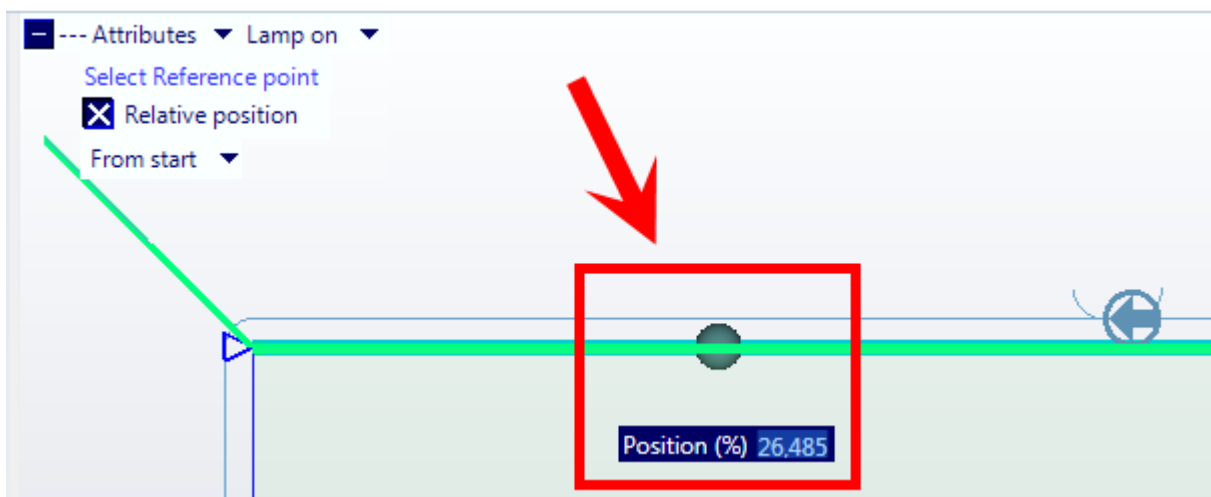 --- Attributes Lamp on
Select Reference point
Relative position
From start
Position (%) 26,485